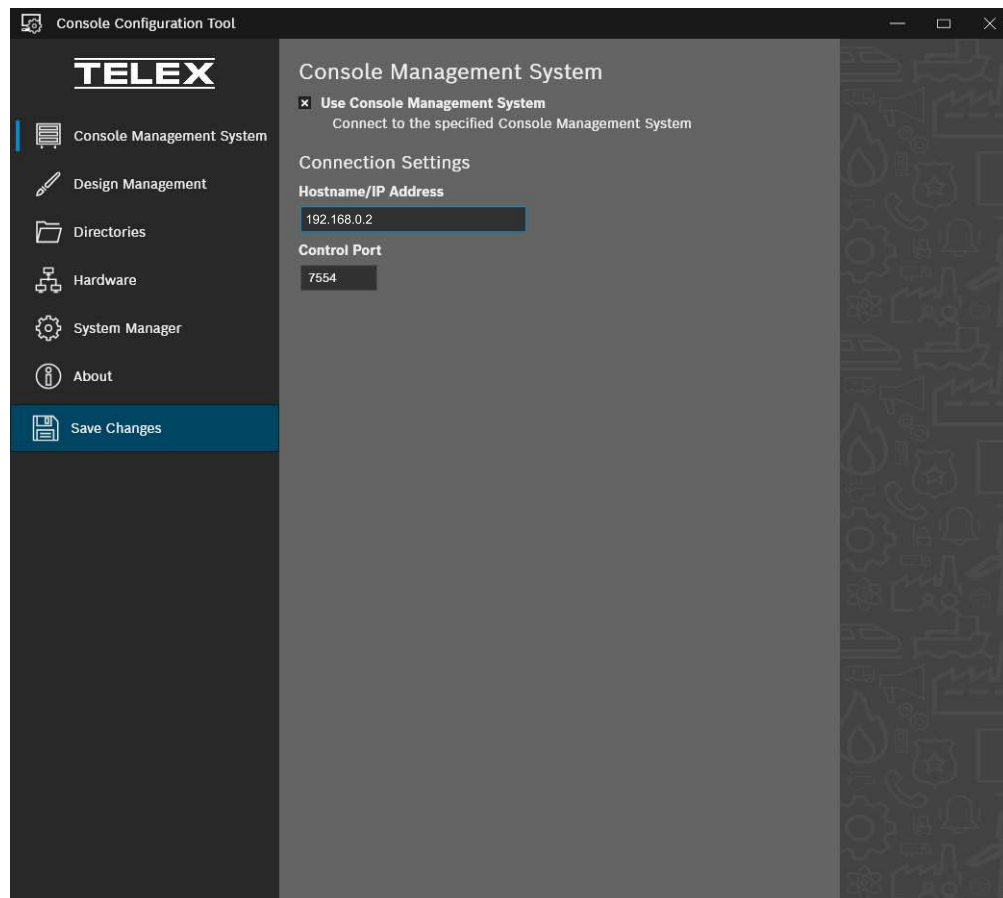 Console Configuration Tool
TELEX
Console Management System
Design Management
Directories
Hardware
System Manager
About
Save Changes
Console Management System
Use Console Management System
Connect to the specified Console Management System
Connection Settings
Hostname/IP Address
192.168.0.2
Control Port
7554